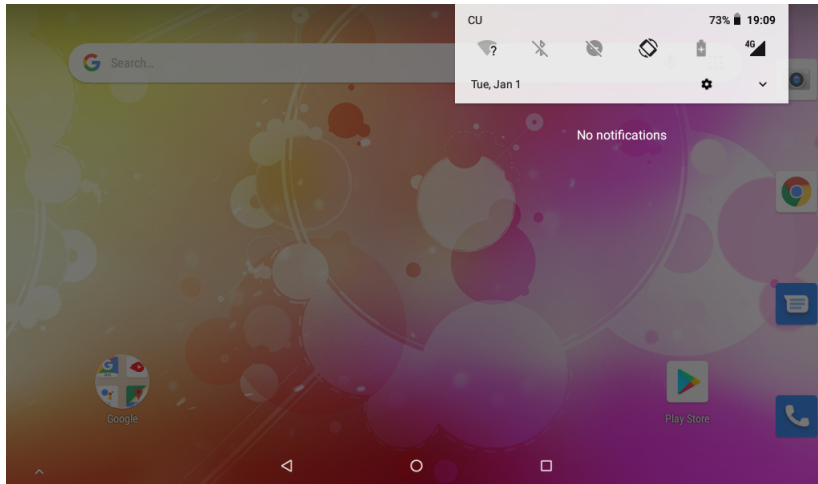 CU
73% 19:09
Search...
4G
Tue, Jan 1
No notifications
Google
Play Store